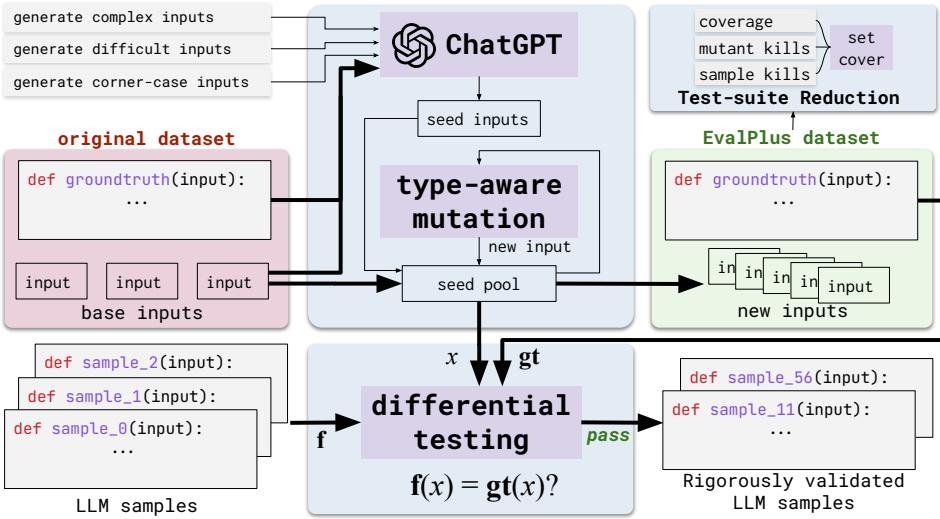 generate complex inputs
generate difficult inputs
generate corner-case inputs
ChatGPT
seed inputs
type-aware
mutation
new input
seed pool
coverage
mutant kills
sample kills
set
cover
Test-suite Reduction
original dataset
def groundtruth(input):
...
input
input
input
base inputs
EvalPlus dataset
def groundtruth(input):
...
in
in
in
in
input
new inputs
x
gt
def sample_2(input):
def sample_1(input):
def sample_0(input):
...
LLM samples
f
differential
testing
f(x) = gt(x)?
pass
def sample_56(input):
def sample_11(input):
...
Rigorously validated
LLM samples